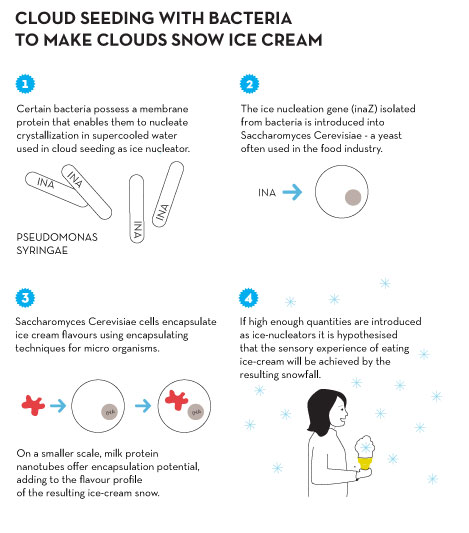 CLOUD SEEDING WITH BACTERIA
TO MAKE CLOUDS SNOW ICE CREAM
1
Certain bacteria possess a membrane
protein that enables them to nucleate
crystallization in supercooled water
used in cloud seeding as ice nucleator.
INA
INA
INA
INA
PSEUDOMONAS
SYRINGAE
2
The ice nucleation gene (inaZ) isolated
from bacteria is introduced into
Saccharomyces Cerevisiae - a yeast
often used in the food industry.
INA
3
Saccharomyces Cerevisiae cells encapsulate
ice cream flavours using encapsulating
techniques for micro organisms.
On a smaller scale, milk protein
nanotubes offer encapsulation potential,
adding to the flavour profile
of the resulting ice-cream snow.
4
If high enough quantities are introduced
as ice-nucleators it is hypothesised
that the sensory experience of eating
ice-cream will be achieved by the
resulting snowfall.